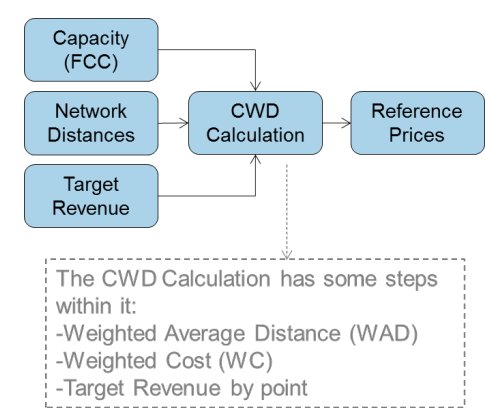 Capacity
(FCC)
Network
Distances
CWD
Calculation
Reference
Prices
Target
Revenue
The CWD Calculation has some steps
within it:
-Weighted Average Distance (WAD)
-Weighted Cost (WC)
-Target Revenue by point